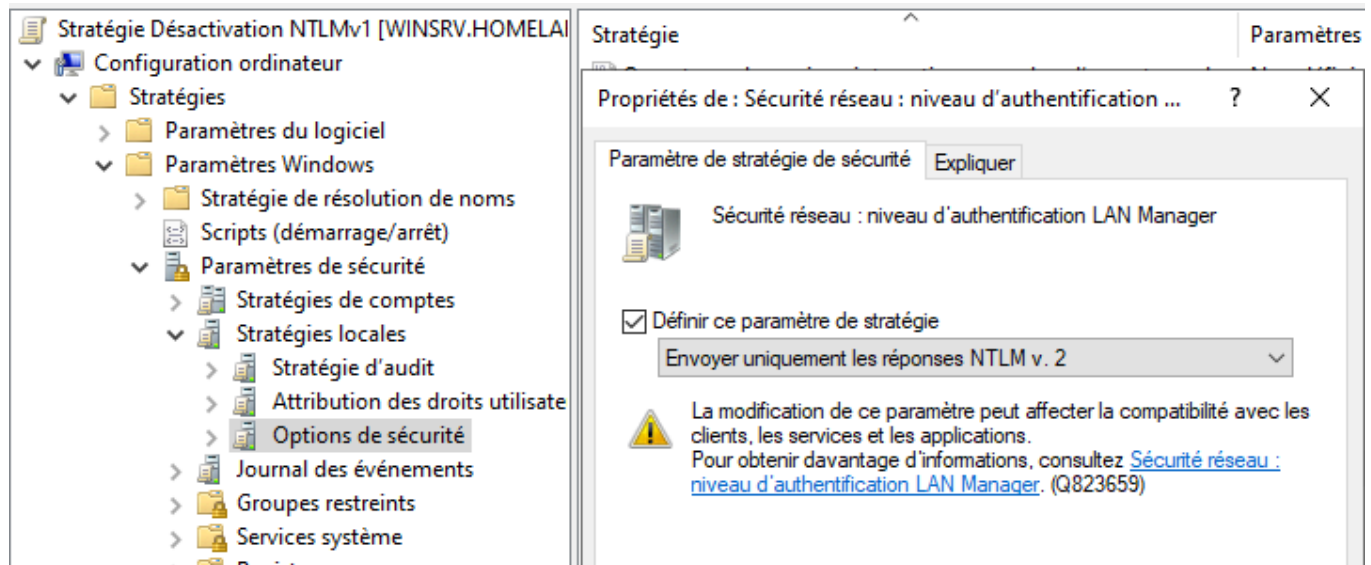 Stratégie Désactivation NTLMv1 [WINSRV.HOMELAI
Configuration ordinateur
Stratégies
Paramètres du logiciel
Paramètres Windows
Stratégie de résolution de noms
Scripts (démarrage/arrêt)
Paramètres de sécurité
Stratégies de comptes
Stratégies locales
Stratégie d'audit
Attribution des droits utilisate
Options de sécurité
Journal des événements
Groupes restreints
Services système
Stratégie Paramètres
Propriétés de : Sécurité réseau : niveau d'authentification ... ?
Paramètre de stratégie de sécurité Expliquer
Sécurité réseau : niveau d'authentification LAN Manager
Définir ce paramètre de stratégie
Envoyer uniquement les réponses NTLM v. 2
La modification de ce paramètre peut affecter la compatibilité avec les
clients, les services et les applications.
Pour obtenir davantage d'informations, consultez Sécurité réseau :
niveau d'authentification LAN Manager. (Q823659)